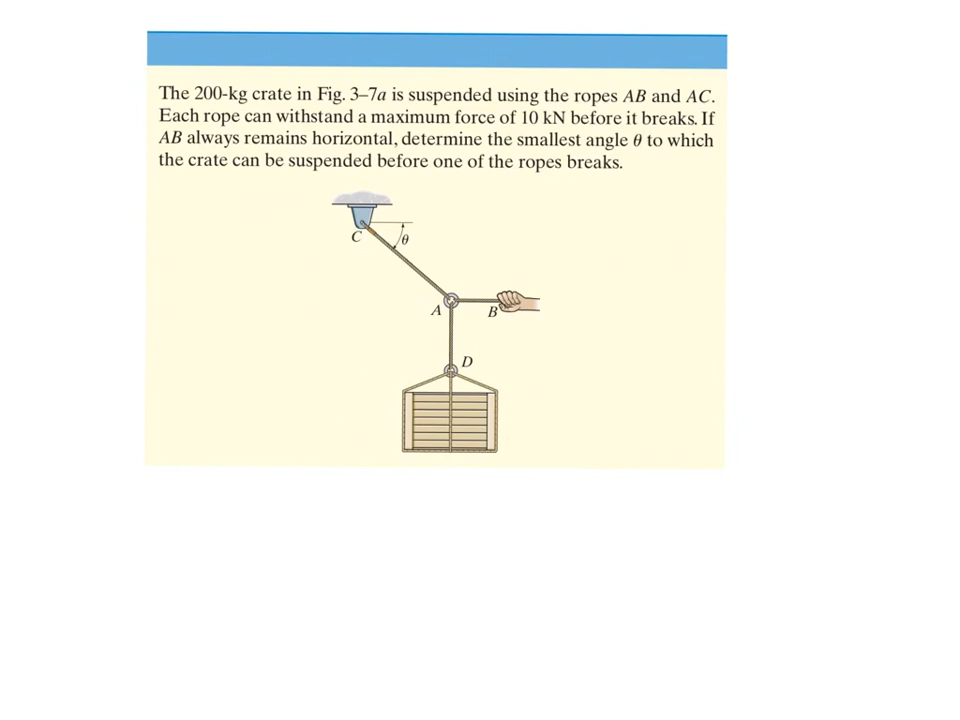 The 200-kg crate in Fig. 3–7a is suspended using the ropes AB and AC.
Each rope can withstand a maximum force of 10 kN before it breaks. If
AB always remains horizontal, determine the smallest angle θ to which
the crate can be suspended before one of the ropes breaks.
C
θ
A
B
D